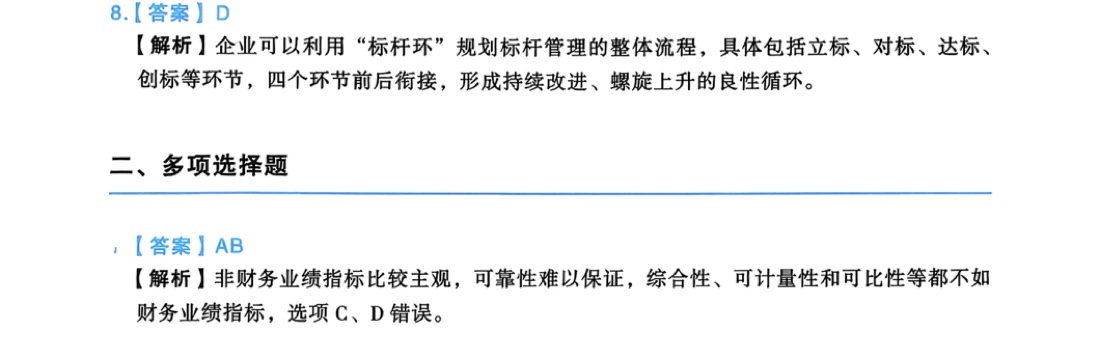 8.【答案】D
【解析】企业可以利用“标杆环”规划标杆管理的整体流程，具体包括立标、对标、达标、
创标等环节，四个环节前后衔接，形成持续改进、螺旋上升的良性循环。
二、多项选择题
【答案】AB
【解析】非财务业绩指标比较主观，可靠性难以保证，综合性、可计量性和可比性等都不如
财务业绩指标，选项 C、D 错误。